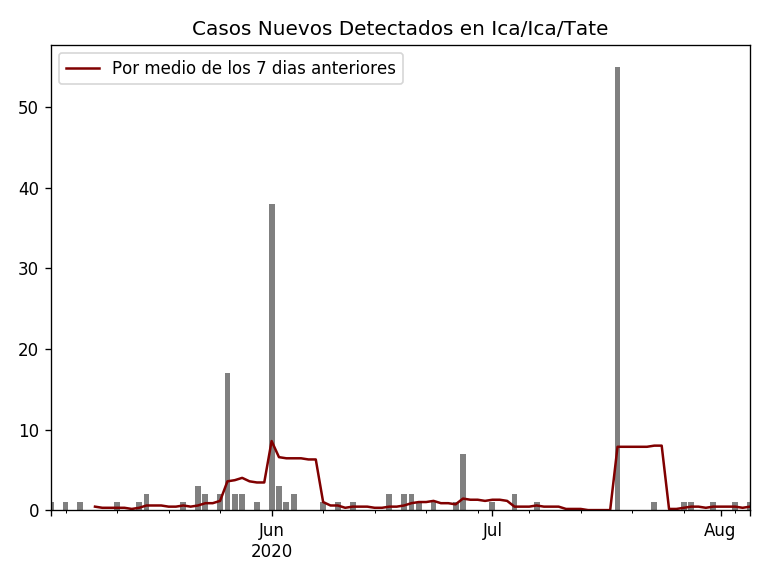 Casos Nuevos Detectados en Ica/Ica/Tate
Por medio de los 7 dias anteriores
50
40
30
20
10
0
Jun
2020
Jul
Aug